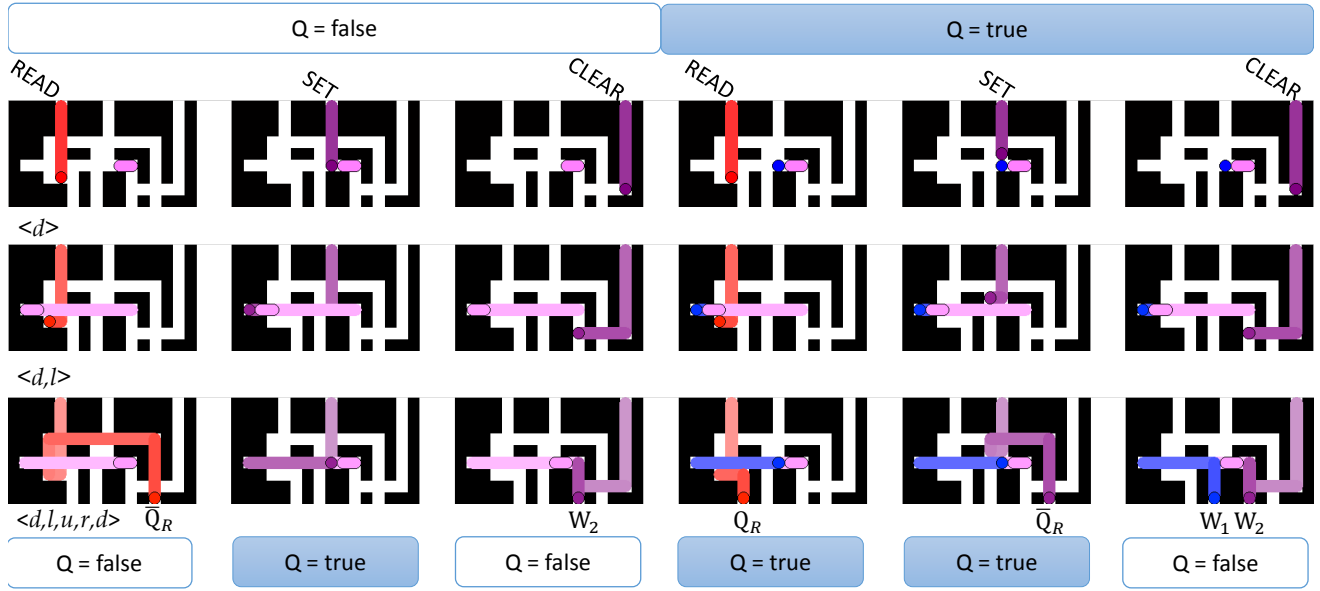 Q = false Q = true
READ SET CLEAR READ SET CLEAR
<d>
<d,l>
<d,l,u,r,d> Q̅R W2 QR Q̅R W1 W2
Q = false Q = true Q = false Q = true Q = true Q = false